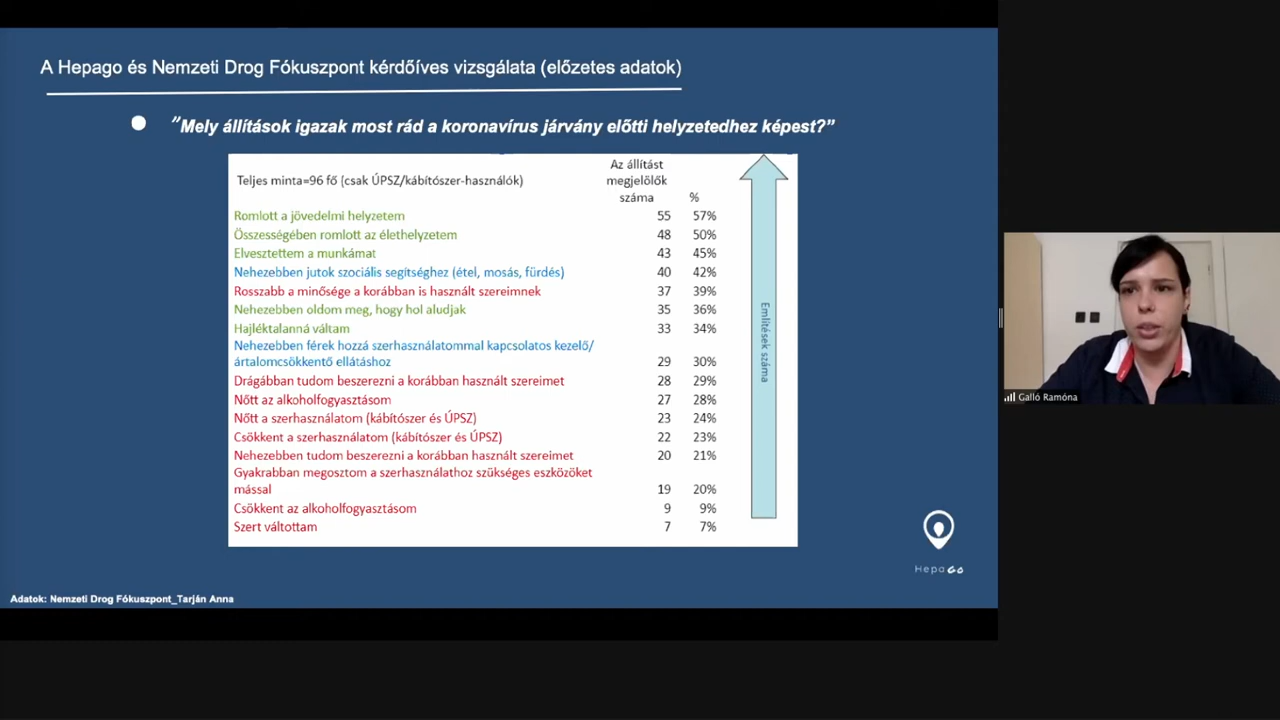 A Hepago és Nemzeti Drog Fókuszpont kérdőíves vizsgálata (előzetes adatok)
● "Mely állítások igazak most rád a koronavírus járvány előtti helyzetedhez képest?"
Az állítást
Teljes minta=96 fő (csak ÚPSZ/kábítószer-használók) megjelölők
száma %
Romlott a jövedelmi helyzetem 55 57%
Összességében romlott az élethelyzetem 48 50%
Elvesztettem a munkámat 43 45%
Nehezebben jutok szociális segítséghez (étel, mosás, fürdés) 40 42%
Rosszabb a minősége a korábban is használt szereimnek 37 39%
Nehezebben oldom meg, hogy hol aludjak 35 36%
Hajléktalanná váltam 33 34%
Nehezebben férek hozzá szerhasználatommal kapcsolatos kezelő/
ártalomcsökkentő ellátáshoz 29 30%
Drágábban tudom beszerezni a korábban használt szereimet 28 29%
Nőtt az alkoholfogyasztásom 27 28%
Nőtt a szerhasználatom (kábítószer és ÚPSZ) 23 24%
Csökkent a szerhasználatom (kábítószer és ÚPSZ) 22 23%
Nehezebben tudom beszerezni a korábban használt szereimet 20 21%
Gyakrabban megosztom a szerhasználathoz szükséges eszközöket
mással 19 20%
Csökkent az alkoholfogyasztásom 9 9%
Szert váltottam 7 7%
Említések száma
HepaGo
Adatok: Nemzeti Drog Fókuszpont_Tarján Anna
Galló Ramóna